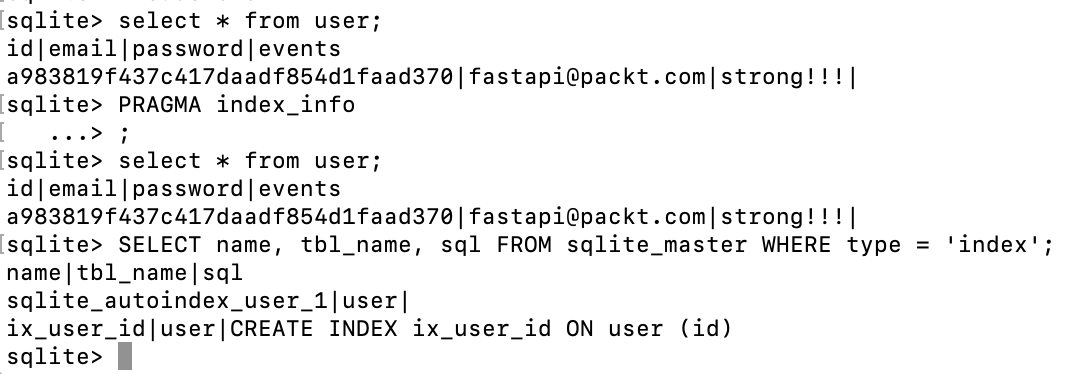 [sqlite> select * from user;
id|email|password|events
a983819f437c417daadf854d1faad370|fastapi@packt.com|strong!!!|
[sqlite> PRAGMA index_info
[   ...> ;
[sqlite> select * from user;
id|email|password|events
a983819f437c417daadf854d1faad370|fastapi@packt.com|strong!!!|
[sqlite> SELECT name, tbl_name, sql FROM sqlite_master WHERE type = 'index';
name|tbl_name|sql
sqlite_autoindex_user_1|user|
ix_user_id|user|CREATE INDEX ix_user_id ON user (id)
sqlite>